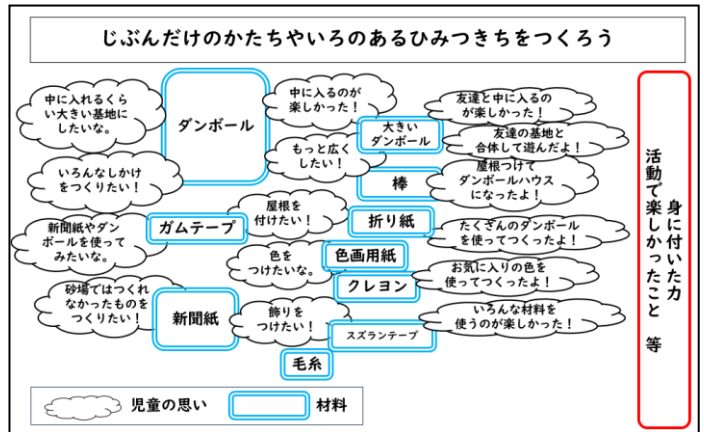 じぶんだけのかたちやいろのあるひみつきちをつくろう
中に入れるくら
い大きい基地に
したいな。
いろんなしかけ
をつくりたい！
新聞紙やダン
ボールを使って
みたいな。
砂場ではつくれ
なかったものを
つくりたい！
ダンボール
ガムテープ
新聞紙
中に入るのが
楽しかった！
もっと広く
したい！
屋根を
付けたい！
色を
つけたいな。
飾りを
つけたい！
大きい
ダンボール
棒
折り紙
色画用紙
クレヨン
スズランテープ
毛糸
友達と中に入るの
が楽しかった！
友達の基地と
合体して遊んだよ！
屋根つけて
ダンボールハウス
になったよ！
たくさんのダンボール
を使ってつくったよ！
お気に入りの色を
使ってつくったよ！
いろんな材料を
使うのが楽しかった！
身に付いた力
活動で楽しかったこと 等
児童の思い
材料